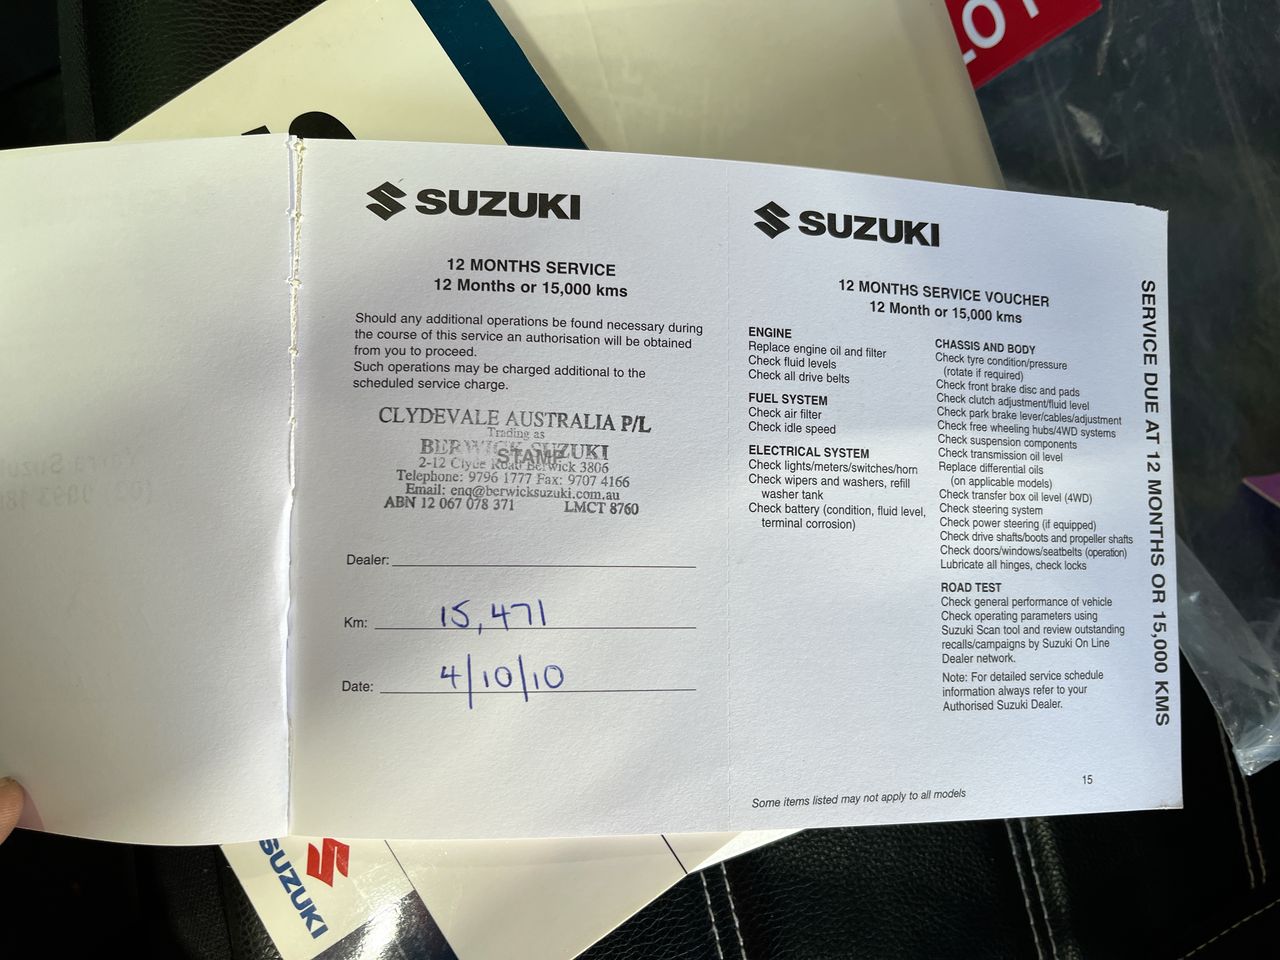 LOT
SUZUKI
12 MONTHS SERVICE
12 Months or 15,000 kms
Should any additional operations be found necessary during
the course of this service an authorisation will be obtained
from you to proceed.
Such operations may be charged additional to the
scheduled service charge.
CLYDEVALE AUSTRALIA P/L
Trading as
BERWICK SUZUKI
STAMP
2-12 Clyde Road Berwick 3806
Telephone: 9796 1777 Fax: 9707 4166
Email: enq@berwicksuzuki.com.au
ABN 12 067 078 371 LMCT 8760
Dealer:
Km: 15,471
Date: 4/10/10
SUZUKI
12 MONTHS SERVICE VOUCHER
12 Month or 15,000 kms
ENGINE
Replace engine oil and filter
Check fluid levels
Check all drive belts
FUEL SYSTEM
Check air filter
Check idle speed
ELECTRICAL SYSTEM
Check lights/meters/switches/horn
Check wipers and washers, refill
washer tank
Check battery (condition, fluid level,
terminal corrosion)
CHASSIS AND BODY
Check tyre condition/pressure
(rotate if required)
Check front brake disc and pads
Check clutch adjustment/fluid level
Check park brake lever/cables/adjustment
Check free wheeling hubs/4WD systems
Check suspension components
Check transmission oil level
Replace differential oils
(on applicable models)
Check transfer box oil level (4WD)
Check steering system
Check power steering (if equipped)
Check drive shafts/boots and propeller shafts
Check doors/windows/seatbelts (operation)
Lubricate all hinges, check locks
ROAD TEST
Check general performance of vehicle
Check operating parameters using
Suzuki Scan tool and review outstanding
recalls/campaigns by Suzuki On Line
Dealer network.
Note: For detailed service schedule
information always refer to your
Authorised Suzuki Dealer.
15
Some items listed may not apply to all models
SERVICE DUE AT 12 MONTHS OR 15,000 KMS
SUZUKI